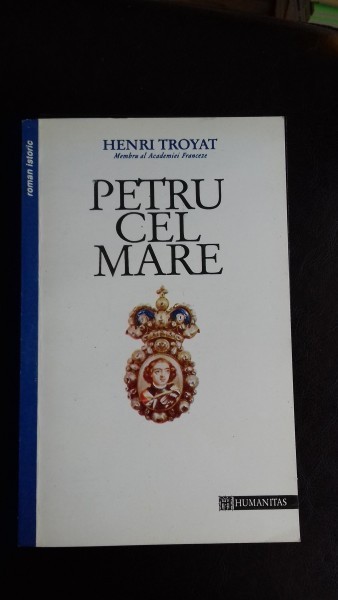 roman istoric
HENRI TROYAT
Membru al Academiei Franceze
PETRU
CEL
MARE
HUMANITAS